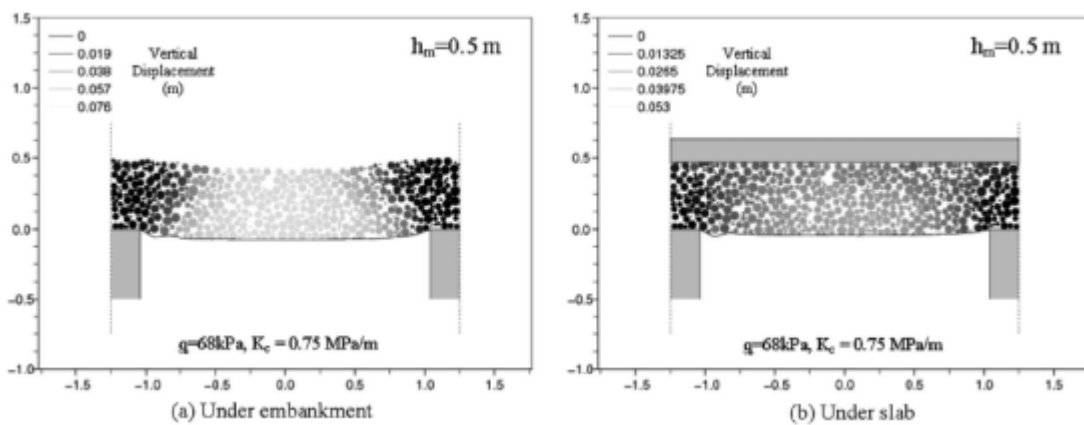 1.5
1.0
0.5
0.0
−0.5
−1.0
0
0.019
0.038
0.057
0.076
Vertical
Displacement
(m)
hm=0.5 m
q=68kPa, Kc = 0.75 MPa/m
−1.5 −1.0 −0.5 0.0 0.5 1.0 1.5
(a) Under embankment
1.5
1.0
0.5
0.0
−0.5
−1.0
0
0.01325
0.0265
0.03975
0.053
Vertical
Displacement
(m)
hm=0.5 m
q=68kPa, Kc = 0.75 MPa/m
−1.5 −1.0 −0.5 0.0 0.5 1.0 1.5
(b) Under slab